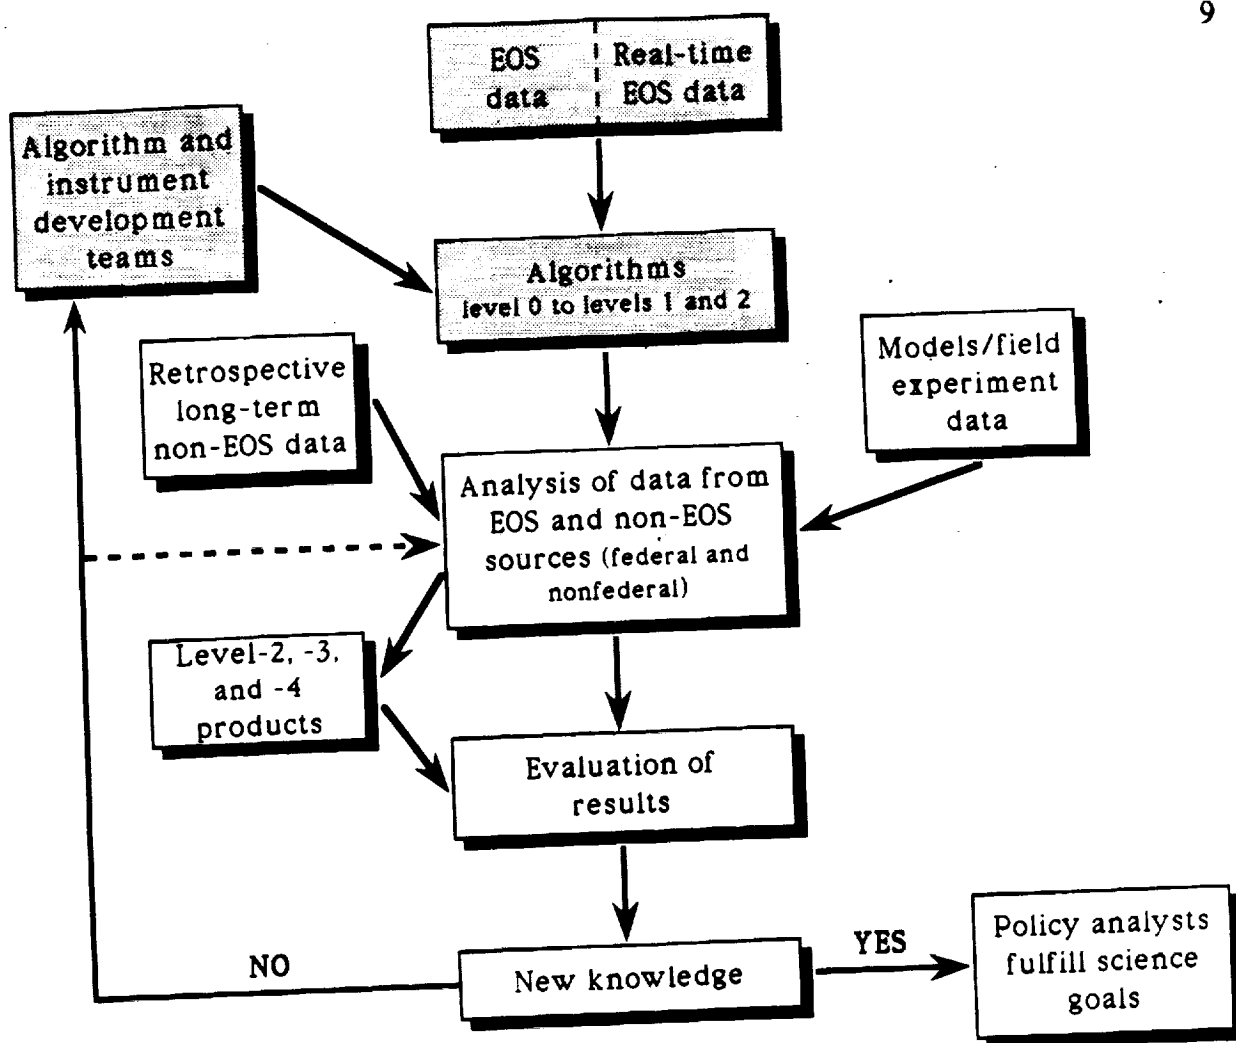 9
EOS
data
Real-time
EOS data
Algorithm and
instrument
development
teams
Algorithms
level 0 to levels 1 and 2
Retrospective
long-term
non-EOS data
Models/field
experiment
data
Analysis of data from
EOS and non-EOS
sources (federal and
nonfederal)
Level-2, -3,
and -4
products
Evaluation of
results
NO
New knowledge
YES
Policy analysts
fulfill science
goals